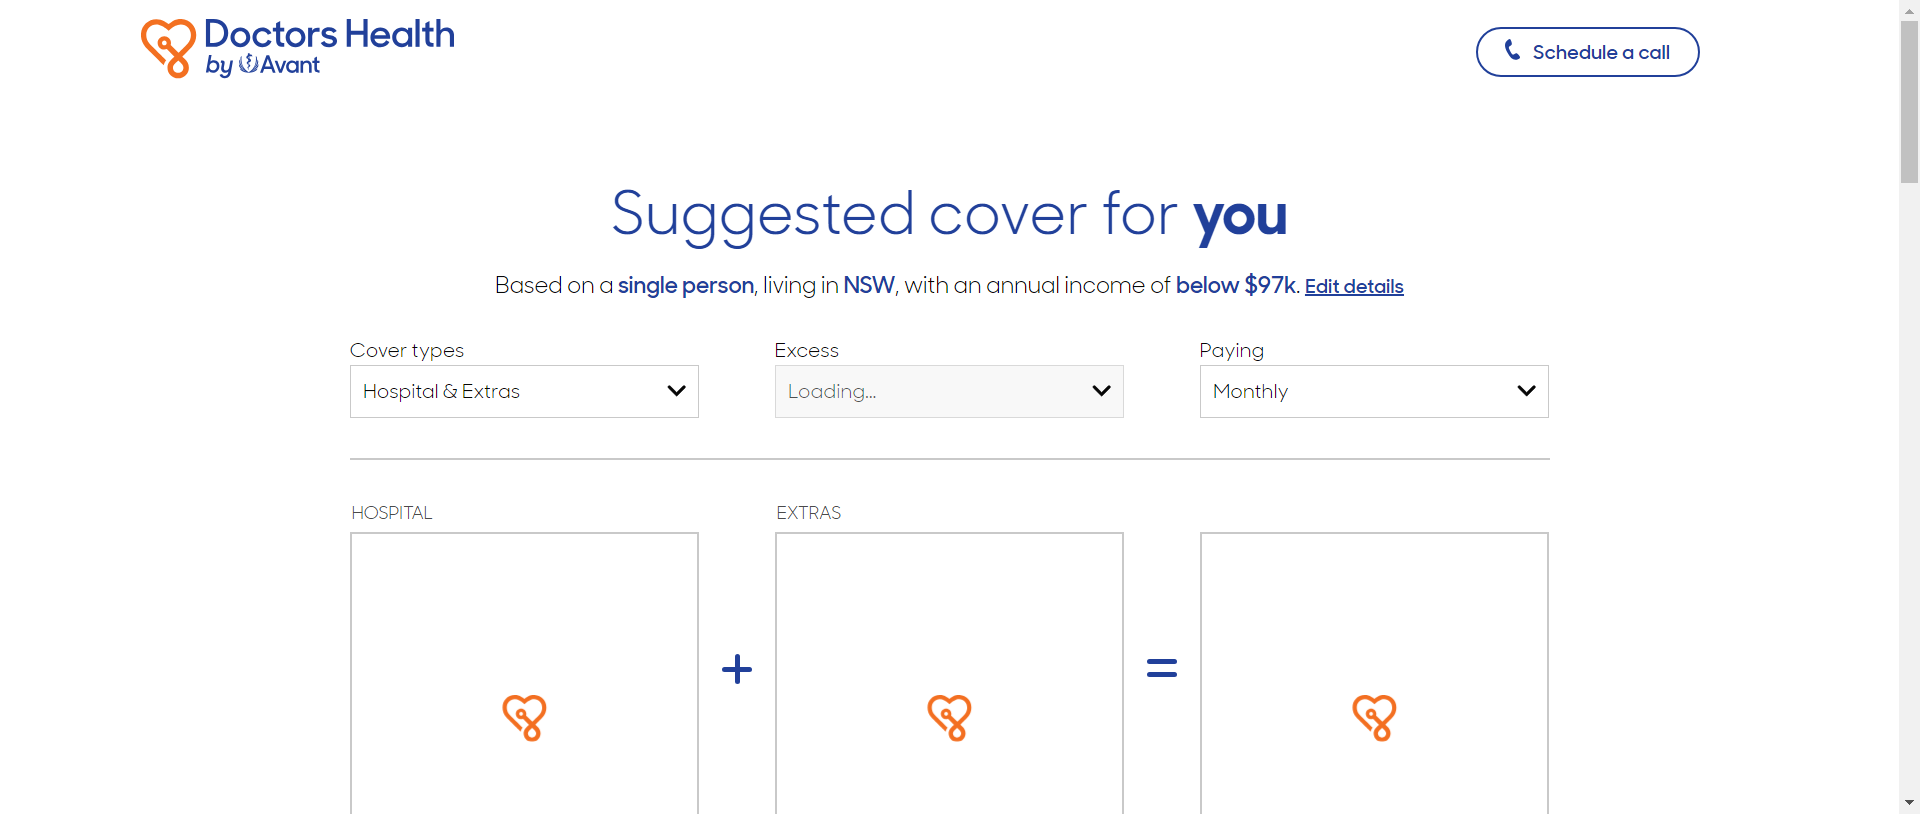 Doctors Health
by Avant
Schedule a call
Suggested cover for you
Based on a single person, living in NSW, with an annual income of below $97k. Edit details
Cover types
Excess
Paying
Hospital & Extras
Loading...
Monthly
HOSPITAL
EXTRAS
+
=